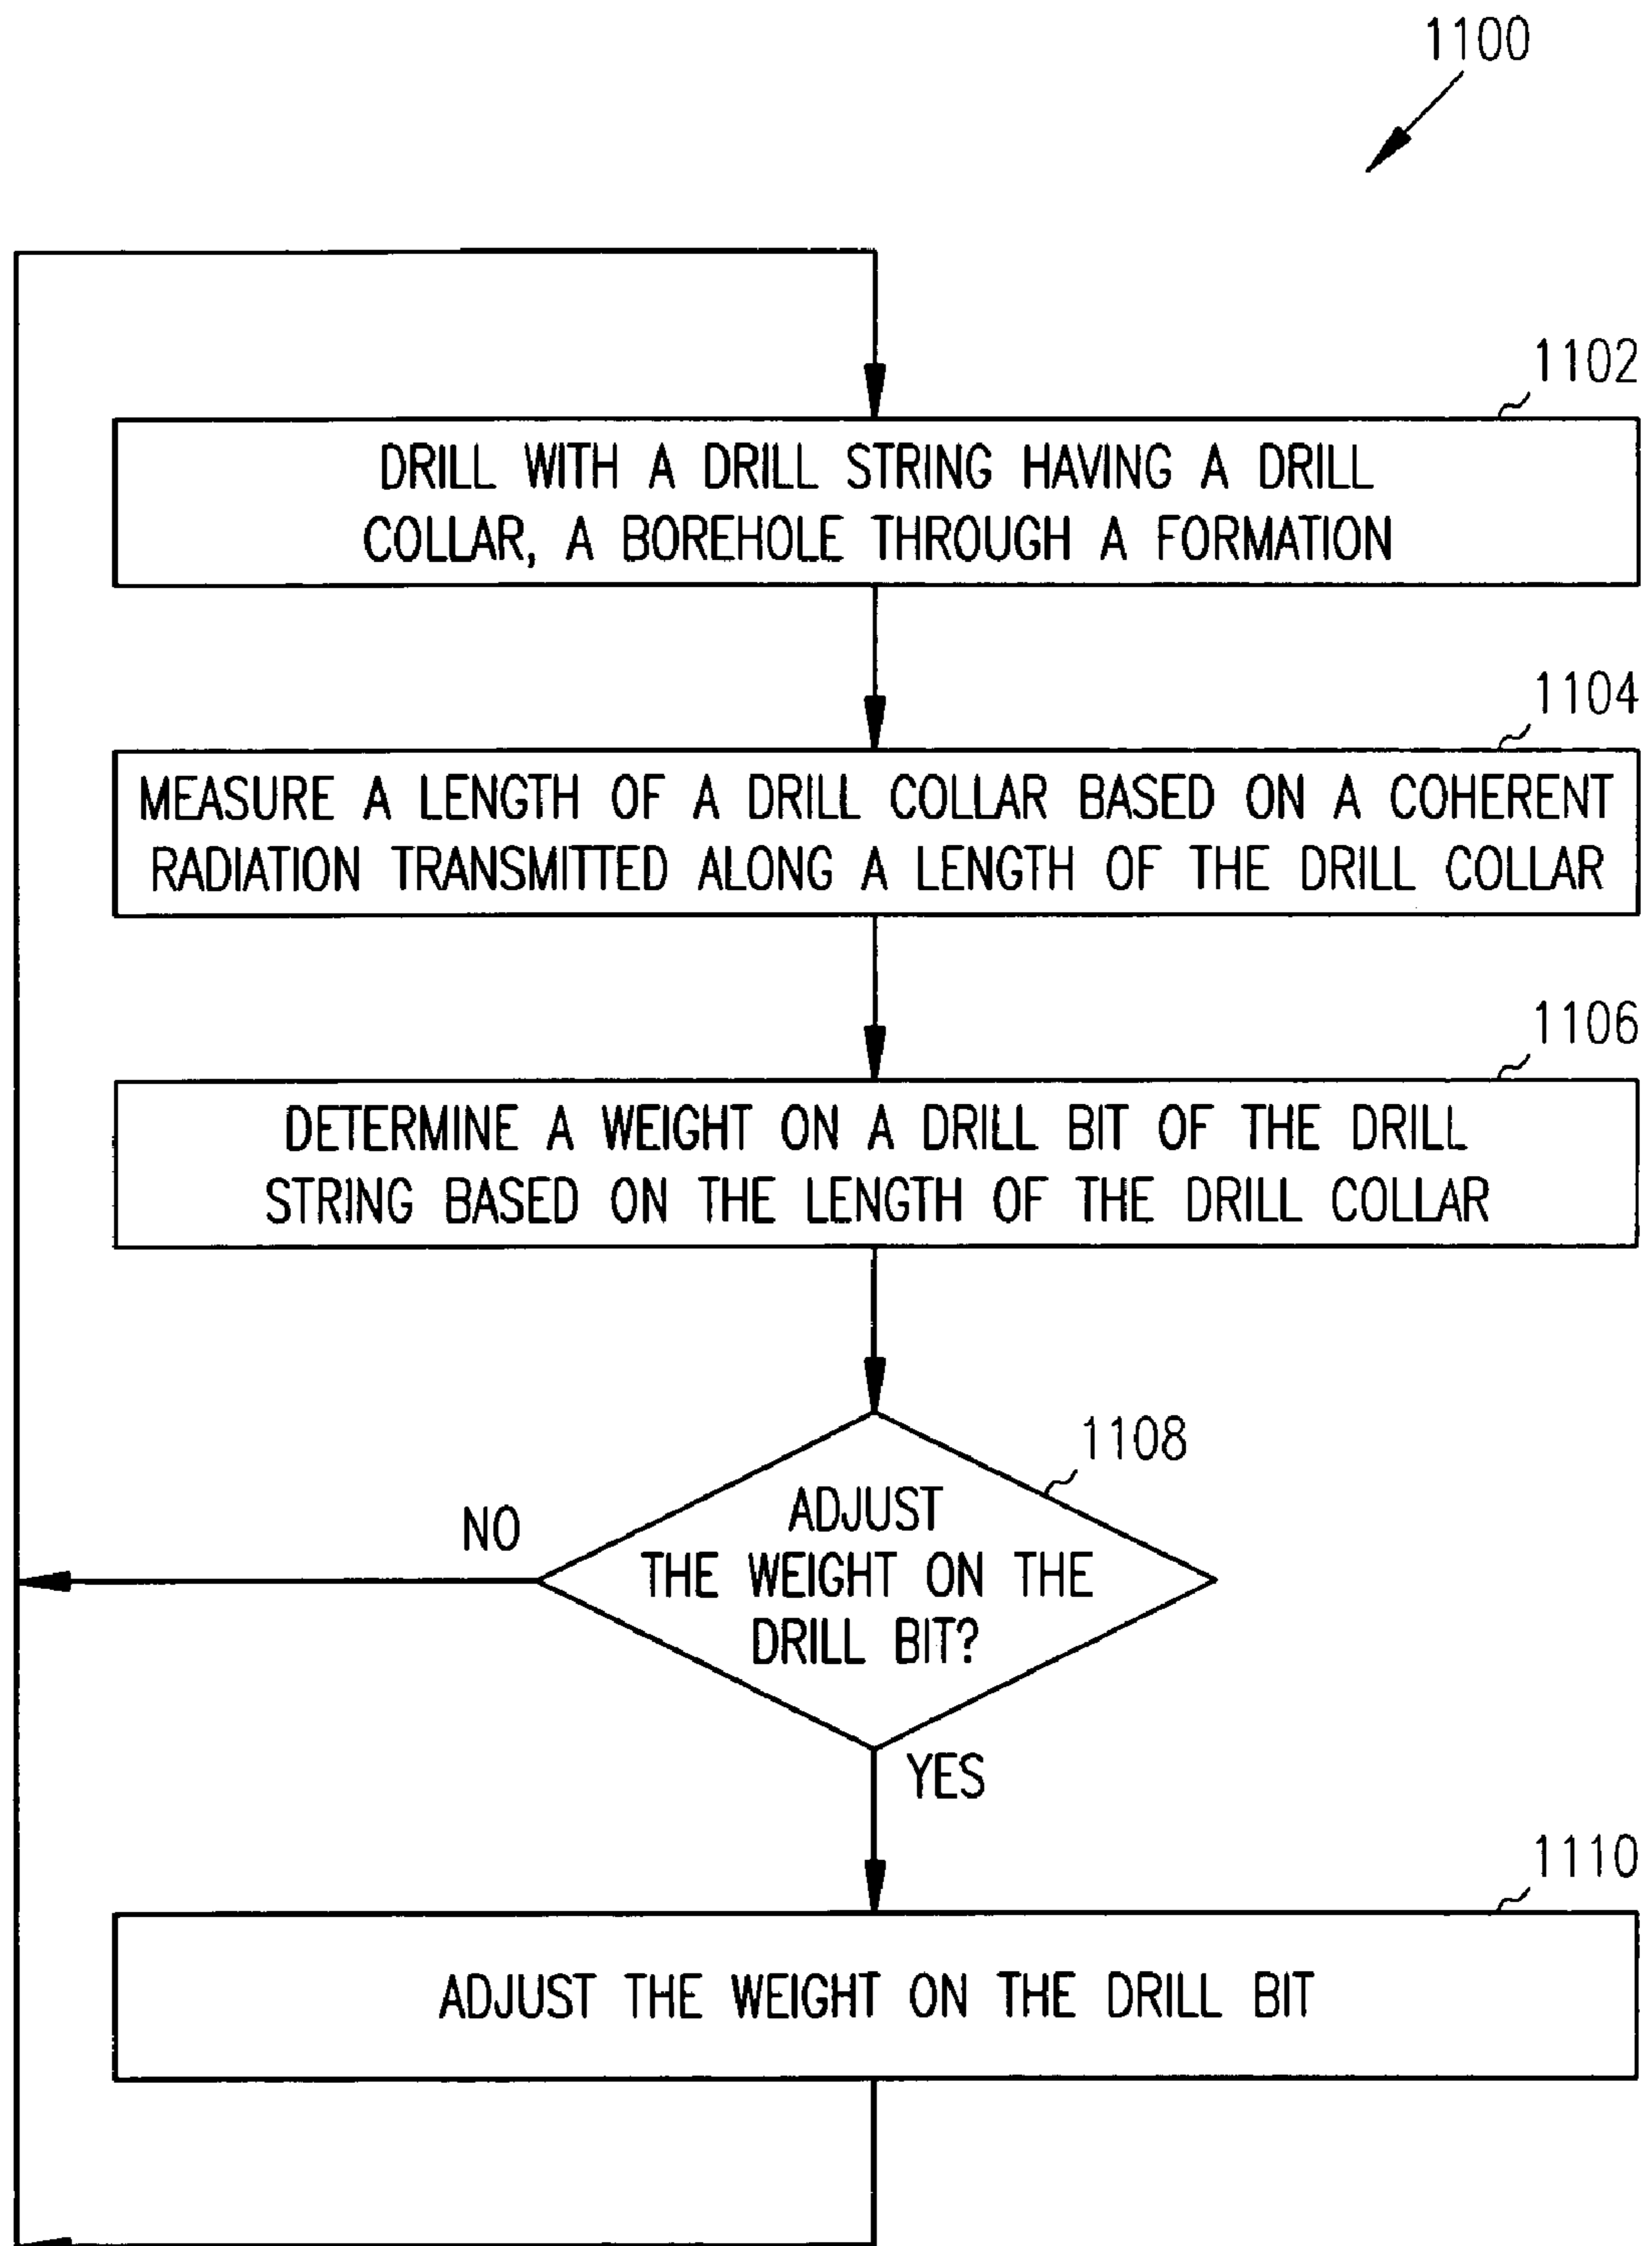 1100
1102
DRILL WITH A DRILL STRING HAVING A DRILL
COLLAR, A BOREHOLE THROUGH A FORMATION
1104
MEASURE A LENGTH OF A DRILL COLLAR BASED ON A COHERENT
RADIATION TRANSMITTED ALONG A LENGTH OF THE DRILL COLLAR
1106
DETERMINE A WEIGHT ON A DRILL BIT OF THE DRILL
STRING BASED ON THE LENGTH OF THE DRILL COLLAR
1108
NO
ADJUST
THE WEIGHT ON THE
DRILL BIT?
YES
1110
ADJUST THE WEIGHT ON THE DRILL BIT